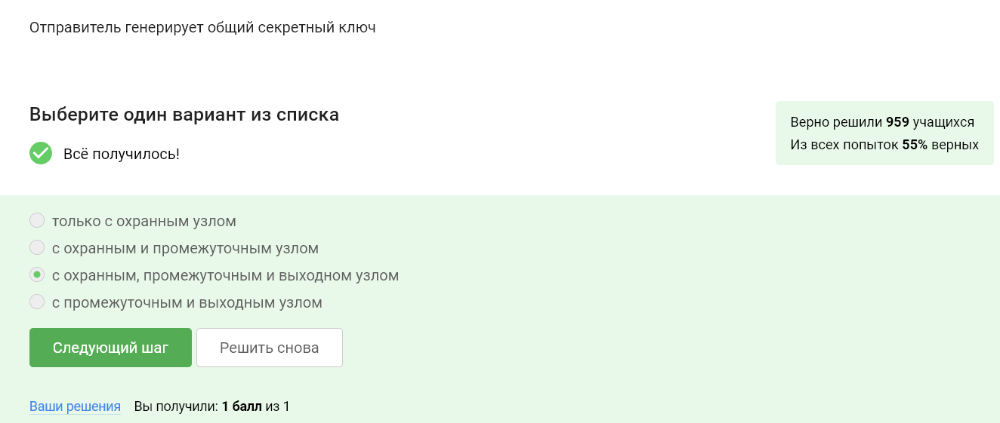 Отправитель генерирует общий секретный ключ
Выберите один вариант из списка
Всё получилось!
Верно решили 959 учащихся
Из всех попыток 55% верных
только с охранным узлом
с охранным и промежуточным узлом
с охранным, промежуточным и выходном узлом
с промежуточным и выходным узлом
Следующий шаг Решить снова
Ваши решения Вы получили: 1 балл из 1